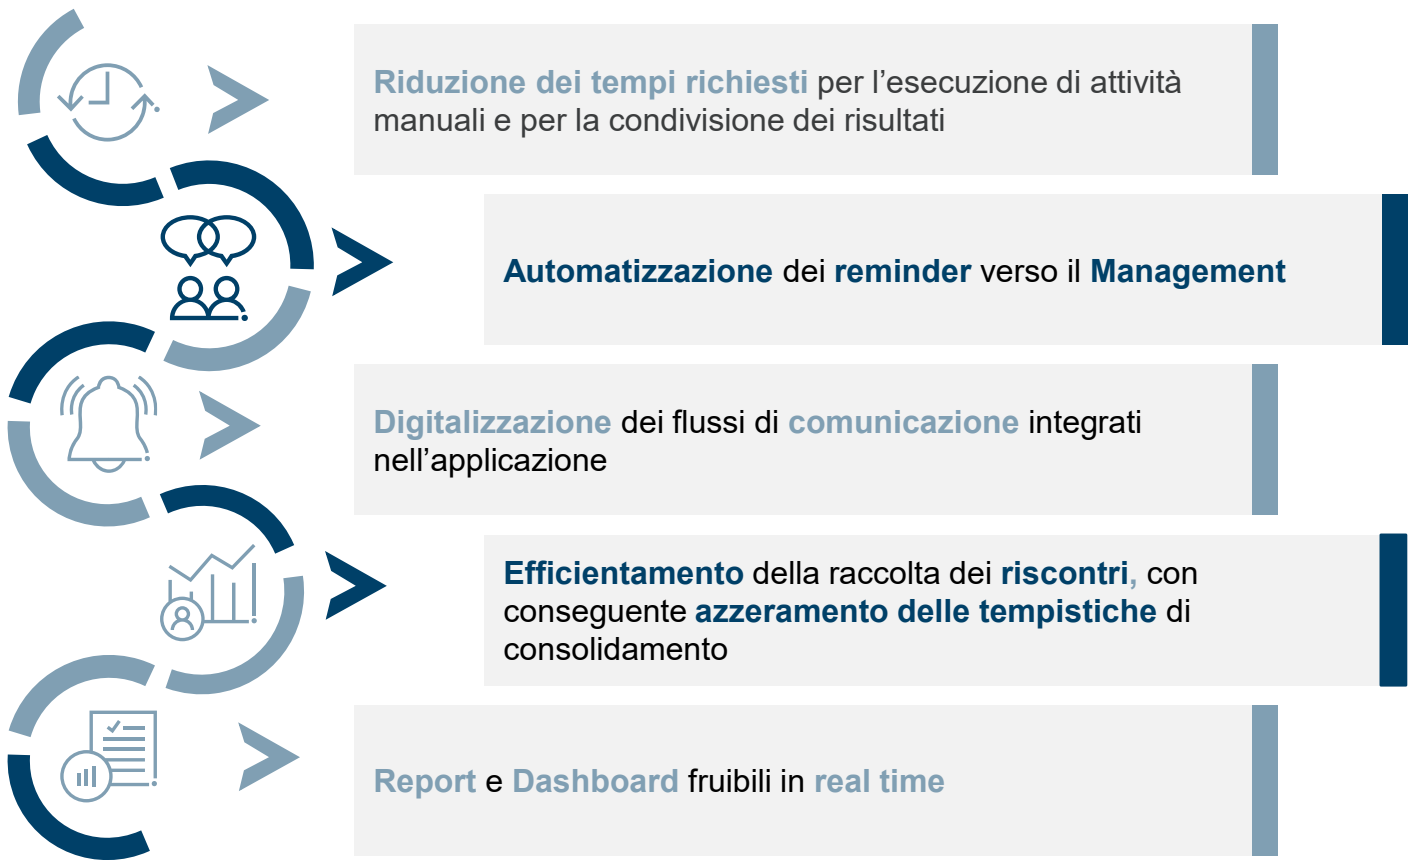 Riduzione dei tempi richiesti per l’esecuzione di attività
manuali e per la condivisione dei risultati
Automatizzazione dei reminder verso il Management
Digitalizzazione dei flussi di comunicazione integrati
nell’applicazione
Efficientamento della raccolta dei riscontri, con
conseguente azzeramento delle tempistiche di
consolidamento
Report e Dashboard fruibili in real time